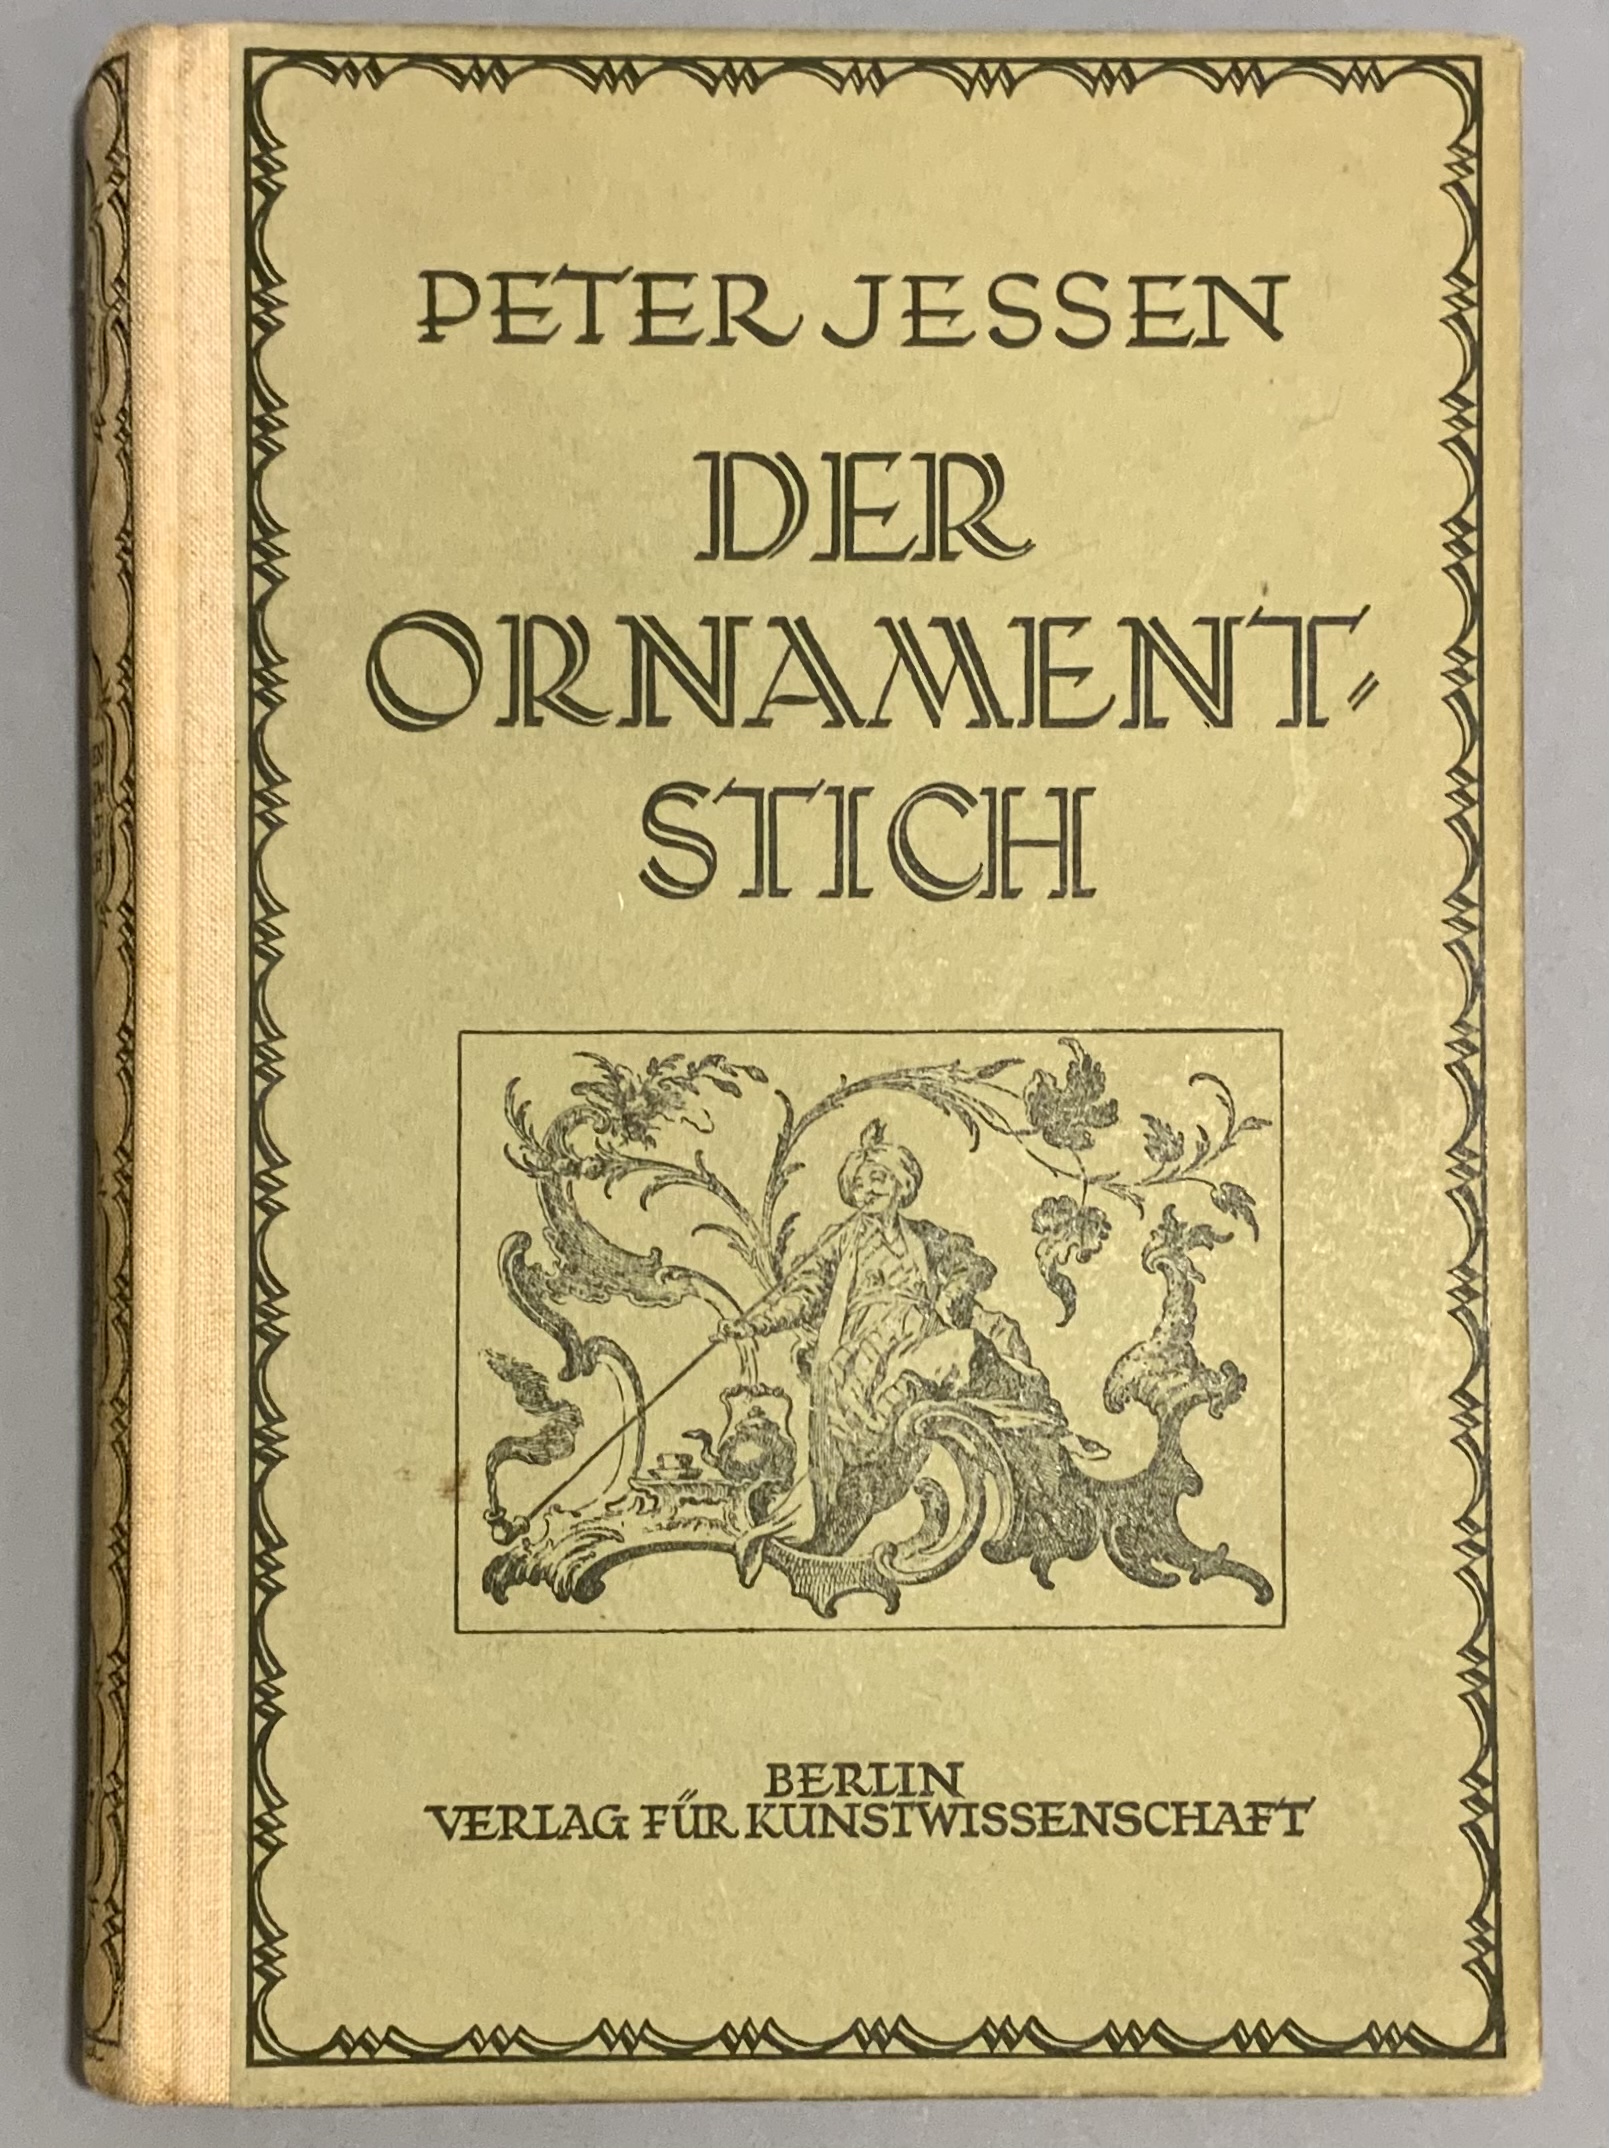 PETER JESSEN
DER
ORNAMENT-
STICH
BERLIN
VERLAG FÜR KUNSTWISSENSCHAFT